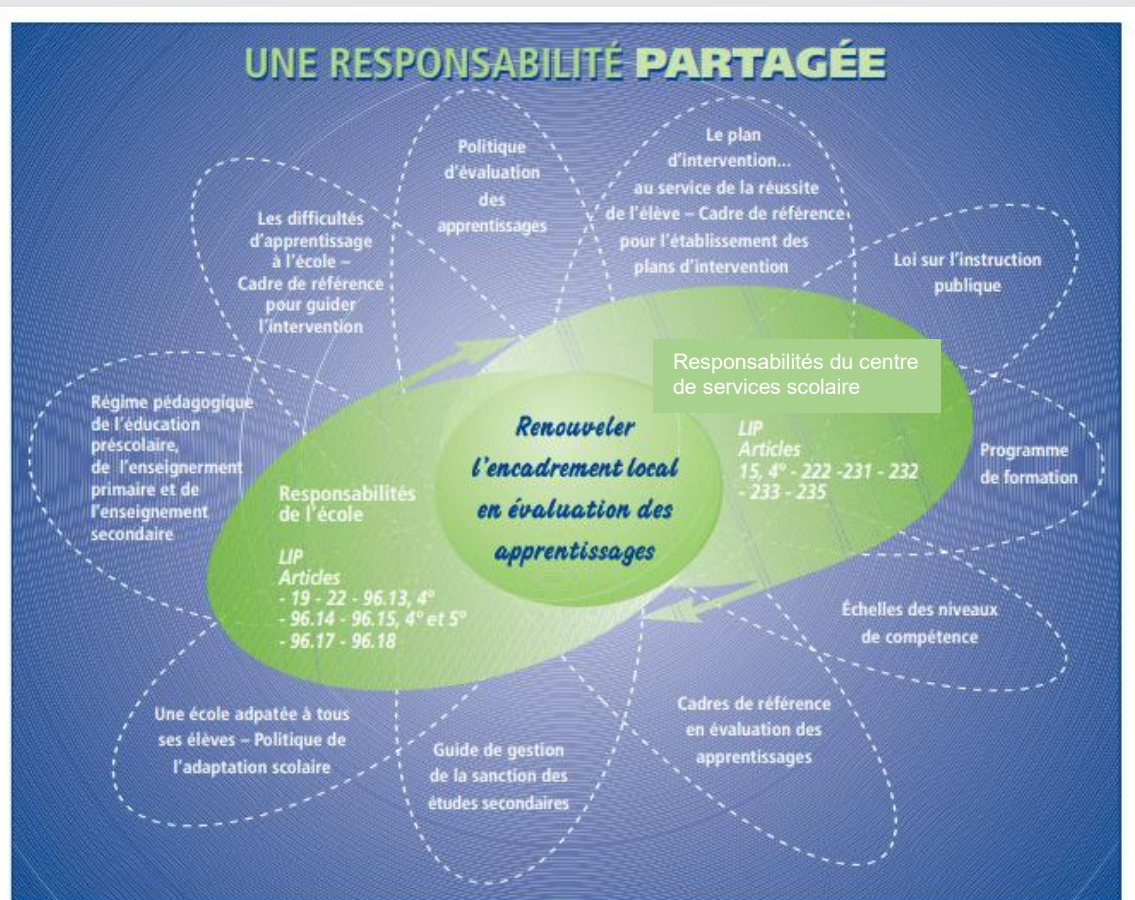 UNE RESPONSABILITÉ PARTAGÉE
Politique
d'évaluation
des
apprentissages
Le plan
d'intervention...
au service de la réussite
de l'élève – Cadre de référence
pour l'établissement des
plans d'intervention
Les difficultés
d'apprentissage
à l'école –
Cadre de référence
pour guider
l'intervention
Loi sur l'instruction
publique
Régime pédagogique
de l'éducation
préscolaire,
de l'enseignerment
primaire et de
l'enseignement
secondaire
Responsabilités du centre
de services scolaire
LIP
Articles
15, 4° - 222 -231 - 232
- 233 - 235
Renouveler
l'encadrement local
en évaluation des
apprentissages
Programme
de formation
Responsabilités
de l'école
LIP
Articles
- 19 - 22 - 96.13, 4°
- 96.14 - 96.15, 4° et 5°
- 96.17 - 96.18
Échelles des niveaux
de compétence
Une école adpatée à tous
ses élèves – Politique de
l'adaptation scolaire
Guide de gestion
de la sanction des
études secondaires
Cadres de référence
en évaluation des
apprentissages